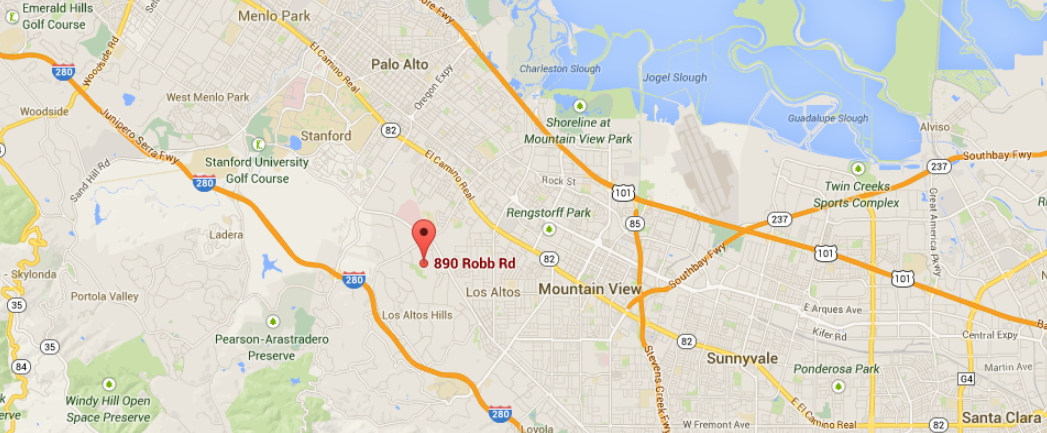 Emerald Hills
Golf Course
Menlo Park
Woodside Rd
El Camino Real
280
Palo Alto
Oregon Expy
Charleston Slough
Jogel Slough
Woodside
West Menlo Park
Junipero Serra Fwy
Stanford
82
Shoreline at
Mountain View Park
Guadalupe Slough
Alviso
Stanford University
Golf Course
El Camino Real
Sand Hill Rd
280
Rock St
101
237
Southbay Fwy
Twin Creeks
Sports Complex
Great America Pkwy
Rengstorff Park
85
237
Ladera
890 Robb Rd
82
Southbay Fwy
101
Skylonda
280
101
Portola Valley
Los Altos
Mountain View
35
Los Altos Hills
E Arques Ave
Kifer Rd
Central Expy
Pearson-Arastradero
Preserve
35
82
Sunnyvale
84
Stevens Creek Fwy
Ponderosa Park
Martin Ave
G4
Windy Hill Open
Space Preserve
E El Camino Real
280
Loyola
W Fremont Ave
82
Santa Clara